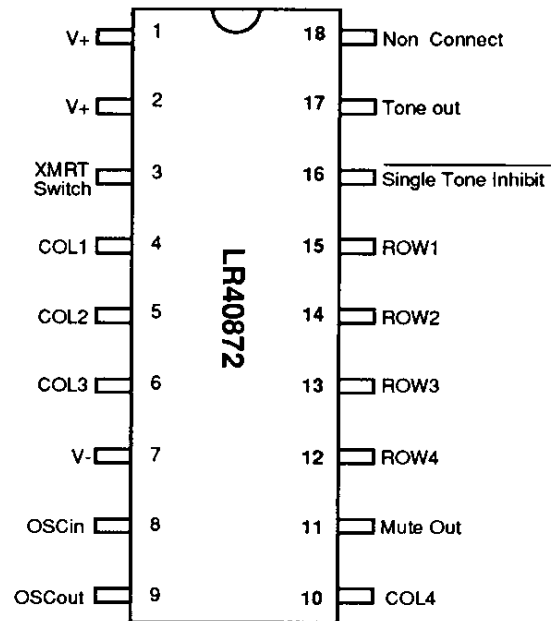 V+ 1 18 Non Connect
V+ 2 17 Tone out
XMRT
Switch 3 16 Single Tone Inhibit
COL1 4 15 ROW1
COL2 5 14 ROW2
COL3 6 13 ROW3
V- 7 12 ROW4
OSCin 8 11 Mute Out
OSCout 9 10 COL4
LR40872